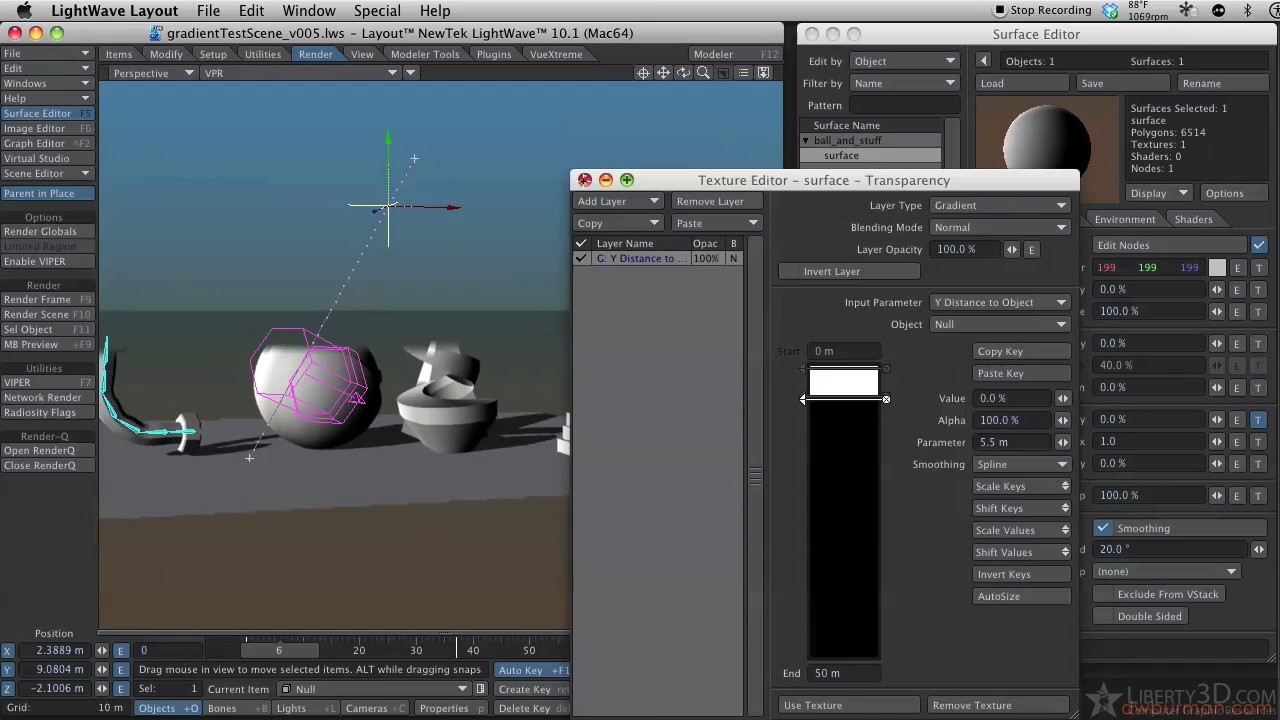 LightWave Layout File Edit Window Special Help Stop Recording 88°F 1069rpm
gradientTestScene_v005.lws – Layout™ NewTek LightWave™ 10.1 (Mac64)
Surface Editor
File Items Modify Setup Utilities Render View Modeler Tools Plugins VueXtreme Modeler F12
Edit
Windows
Help
Surface Editor F5
Image Editor F6
Graph Editor ^F2
Virtual Studio
Scene Editor
Parent in Place
Options
Render Globals
Limited Region
Enable VIPER
Render
Render Frame F9
Render Scene F10
Sel Object F11
MB Preview +F9
Utilities
VIPER F7
Network Render
Radiosity Flags
Render-Q
Open RenderQ
Close RenderQ
Perspective VPR
Edit by Object
Filter by Name
Pattern
Surface Name
ball_and_stuff
surface
Objects: 1 Surfaces: 1
Load Save Rename
Surfaces Selected: 1
surface
Polygons: 6514
Textures: 1
Shaders: 0
Nodes: 1
Display Options
Environment Shaders
Edit Nodes
199 199 199 E T
0.0 % E T
100.0 % E T
0.0 % E T
40.0 % E T
0.0 % E T
0.0 % E T
1.0 E T
0.0 % E T
100.0 % E T
Smoothing
20.0 °
(none)
Exclude From VStack
Double Sided
Texture Editor – surface – Transparency
Add Layer Remove Layer
Copy Paste
Layer Name Opac B
G: Y Distance to ... 100% N
Layer Type Gradient
Blending Mode Normal
Layer Opacity 100.0 % E
Invert Layer
Input Parameter Y Distance to Object
Object Null
Start 0 m
Copy Key
Paste Key
Value 0.0 %
Alpha 100.0 %
Parameter 5.5 m
Smoothing Spline
Scale Keys
Shift Keys
Scale Values
Shift Values
Invert Keys
AutoSize
End 50 m
Use Texture Remove Texture
Position
X 2.3889 m E 0 6 40 50
Y 9.0804 m E Drag mouse in view to move selected items. ALT while dragging snaps Auto Key +F1
Z -2.1006 m E Sel: 1 Current Item Null Create Key
Grid: 10 m Objects +O Bones +B Lights +L Cameras +C Properties p Delete Key
LIBERTY3D.COM